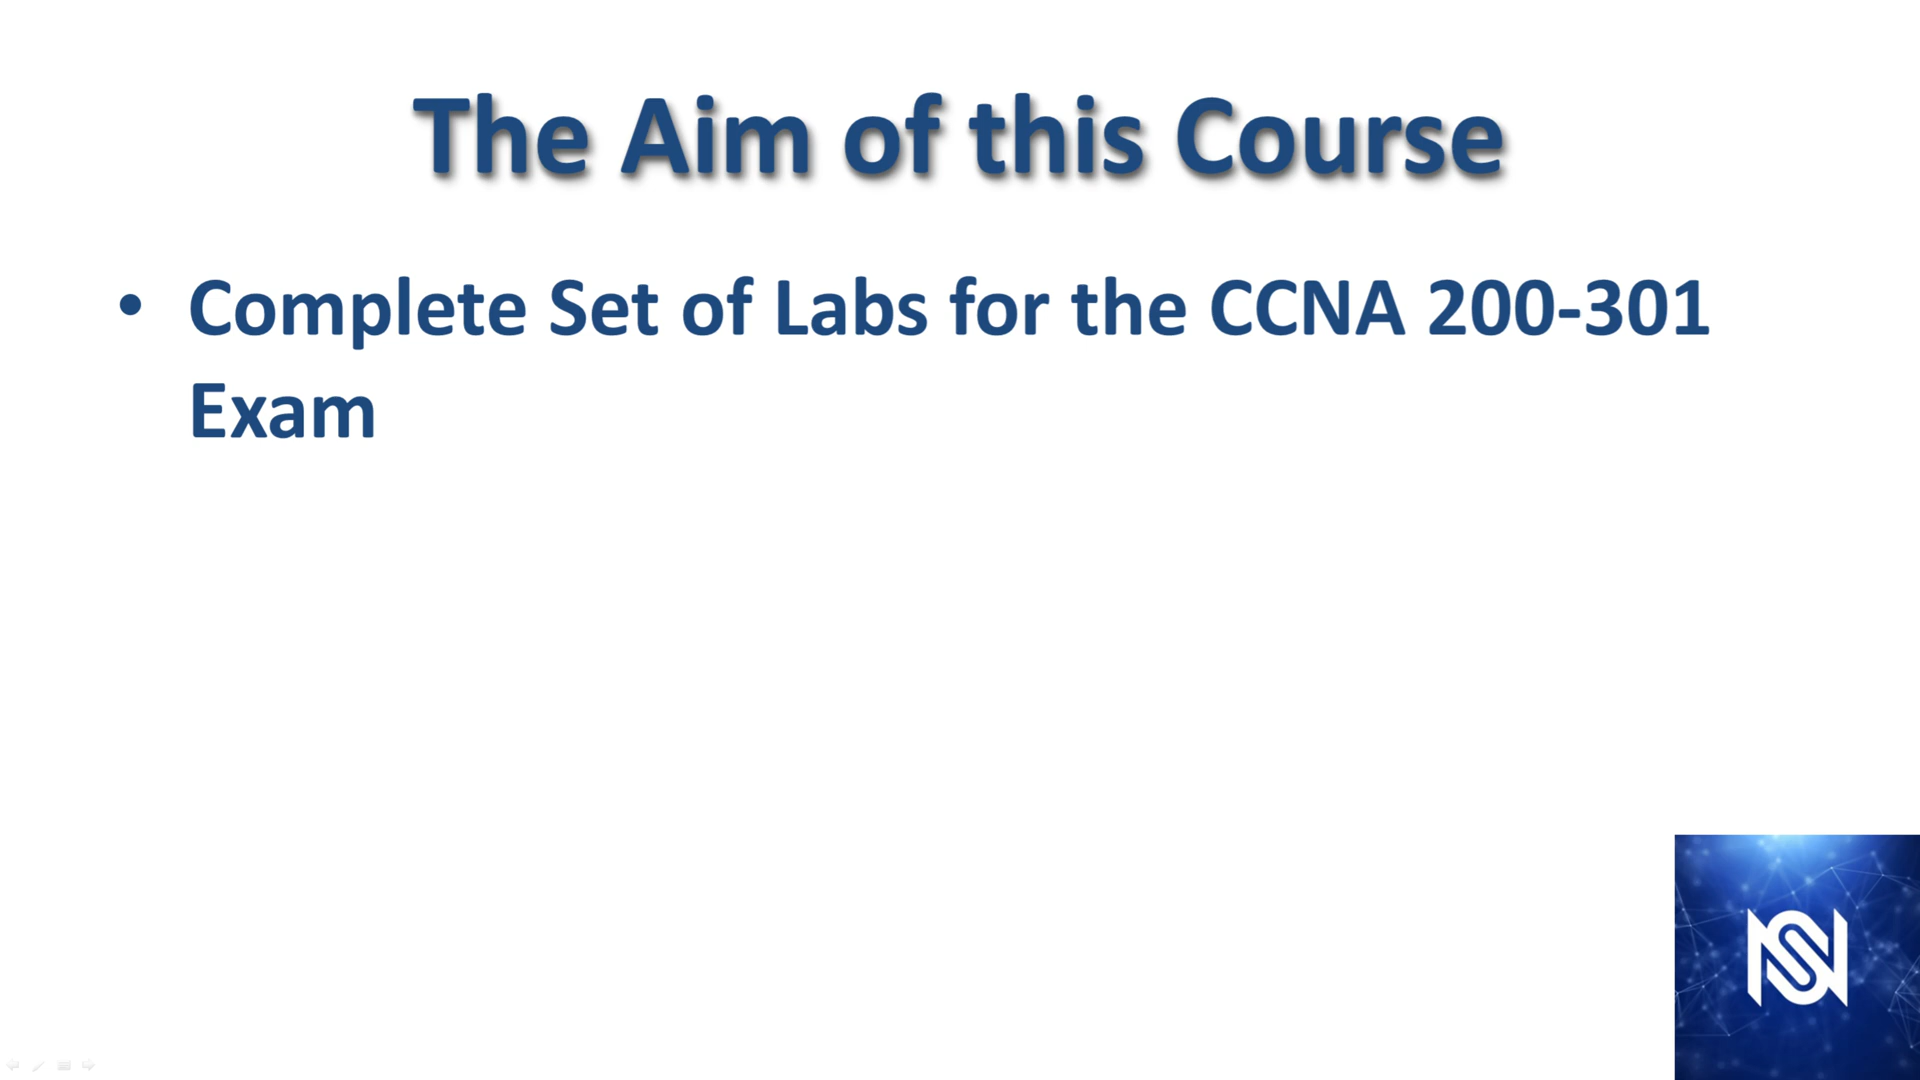 The Aim of this Course
• Complete Set of Labs for the CCNA 200-301
Exam